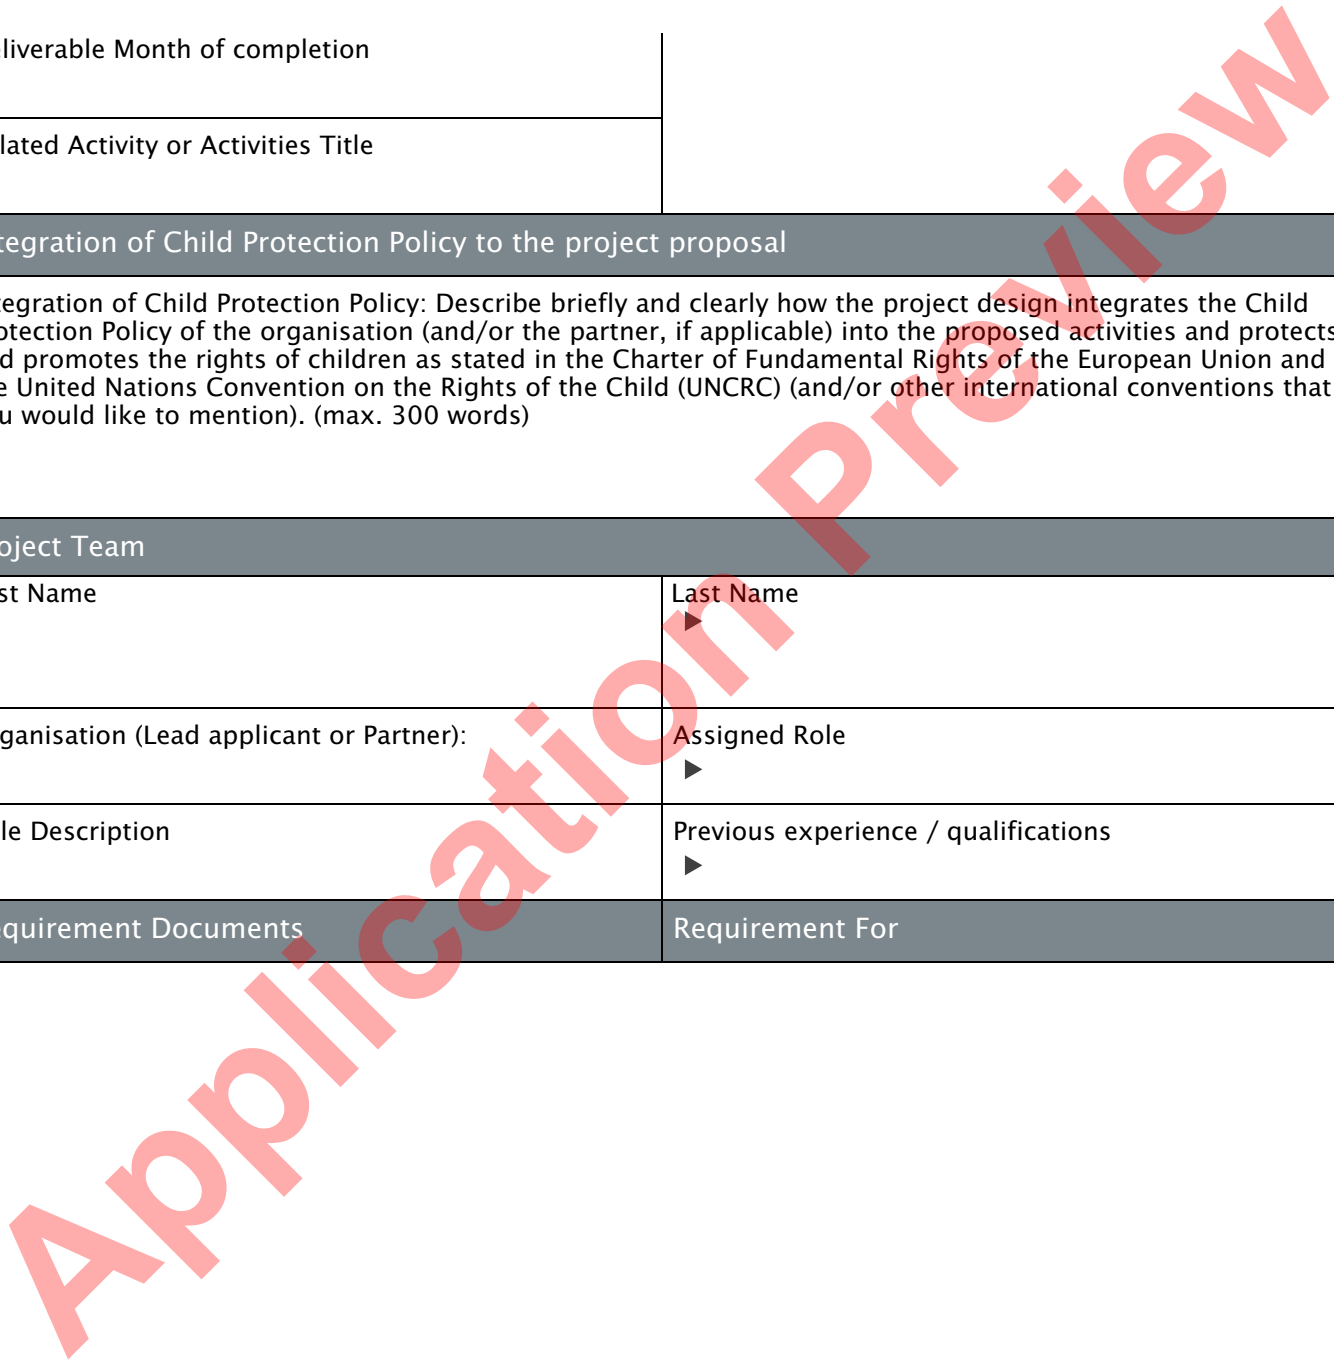 liverable Month of completion
lated Activity or Activities Title
tegration of Child Protection Policy to the project proposal
tegration of Child Protection Policy: Describe briefly and clearly how the project design integrates the Child
otection Policy of the organisation (and/or the partner, if applicable) into the proposed activities and protects
d promotes the rights of children as stated in the Charter of Fundamental Rights of the European Union and
e United Nations Convention on the Rights of the Child (UNCRC) (and/or other international conventions that
u would like to mention). (max. 300 words)
oject Team
st Name
Last Name
ganisation (Lead applicant or Partner):
Assigned Role
le Description
Previous experience / qualifications
quirement Documents
Requirement For
Application Preview